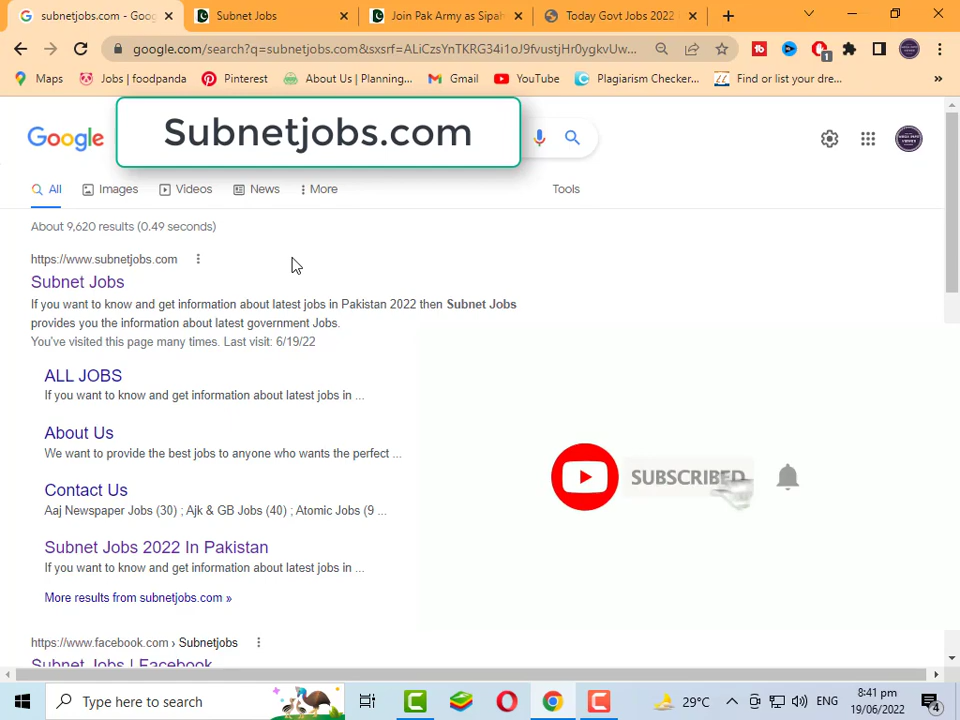 subnetjobs.com - Goog
Subnet Jobs
Join Pak Army as Sipah
Today Govt Jobs 2022
google.com/search?q=subnetjobs.com&sxsrf=ALiCzsYnTKRG34i1oJ9fvustjHr0ygkvUw...
1
Maps
Jobs | foodpanda
Pinterest
About Us | Planning...
Gmail
YouTube
Plagiarism Checker...
Find or list your dre...
»
Google
Subnetjobs.com
All
Images
Videos
News
More
Tools
About 9,620 results (0.49 seconds)
https://www.subnetjobs.com
Subnet Jobs
If you want to know and get information about latest jobs in Pakistan 2022 then Subnet Jobs
provides you the information about latest government Jobs.
You've visited this page many times. Last visit: 6/19/22
ALL JOBS
If you want to know and get information about latest jobs in ...
About Us
We want to provide the best jobs to anyone who wants the perfect ...
Contact Us
Aaj Newspaper Jobs (30) ; Ajk & GB Jobs (40) ; Atomic Jobs (9 ...
SUBSCRIBED
Subnet Jobs 2022 In Pakistan
If you want to know and get information about latest jobs in ...
More results from subnetjobs.com »
https://www.facebook.com › Subnetjobs
Subnet Jobs | Facebook
Type here to search
29°C
ENG
8:41 pm
19/06/2022
4